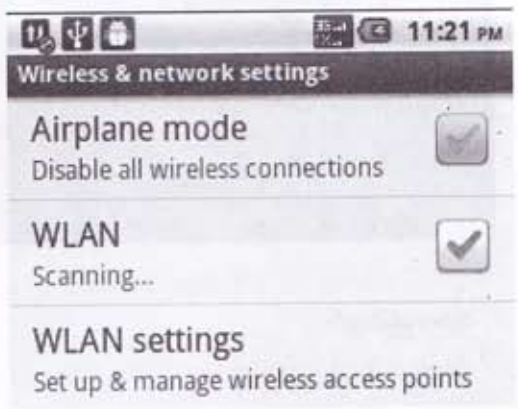 11:21 PM
Wireless & network settings
Airplane mode
Disable all wireless connections
WLAN
Scanning...
WLAN settings
Set up & manage wireless access points